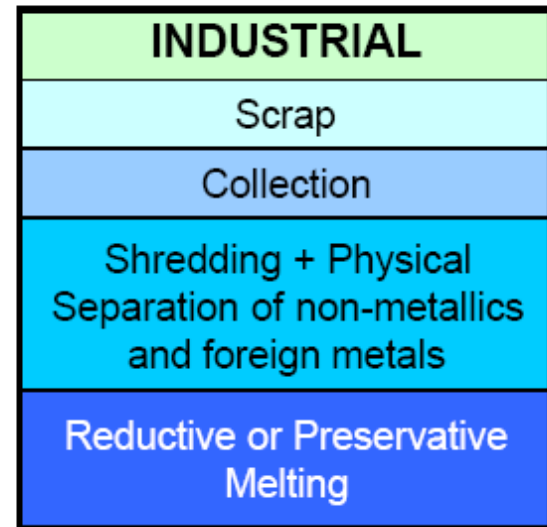 INDUSTRIAL
Scrap
Collection
Shredding + Physical
Separation of non-metallics
and foreign metals
Reductive or Preservative
Melting